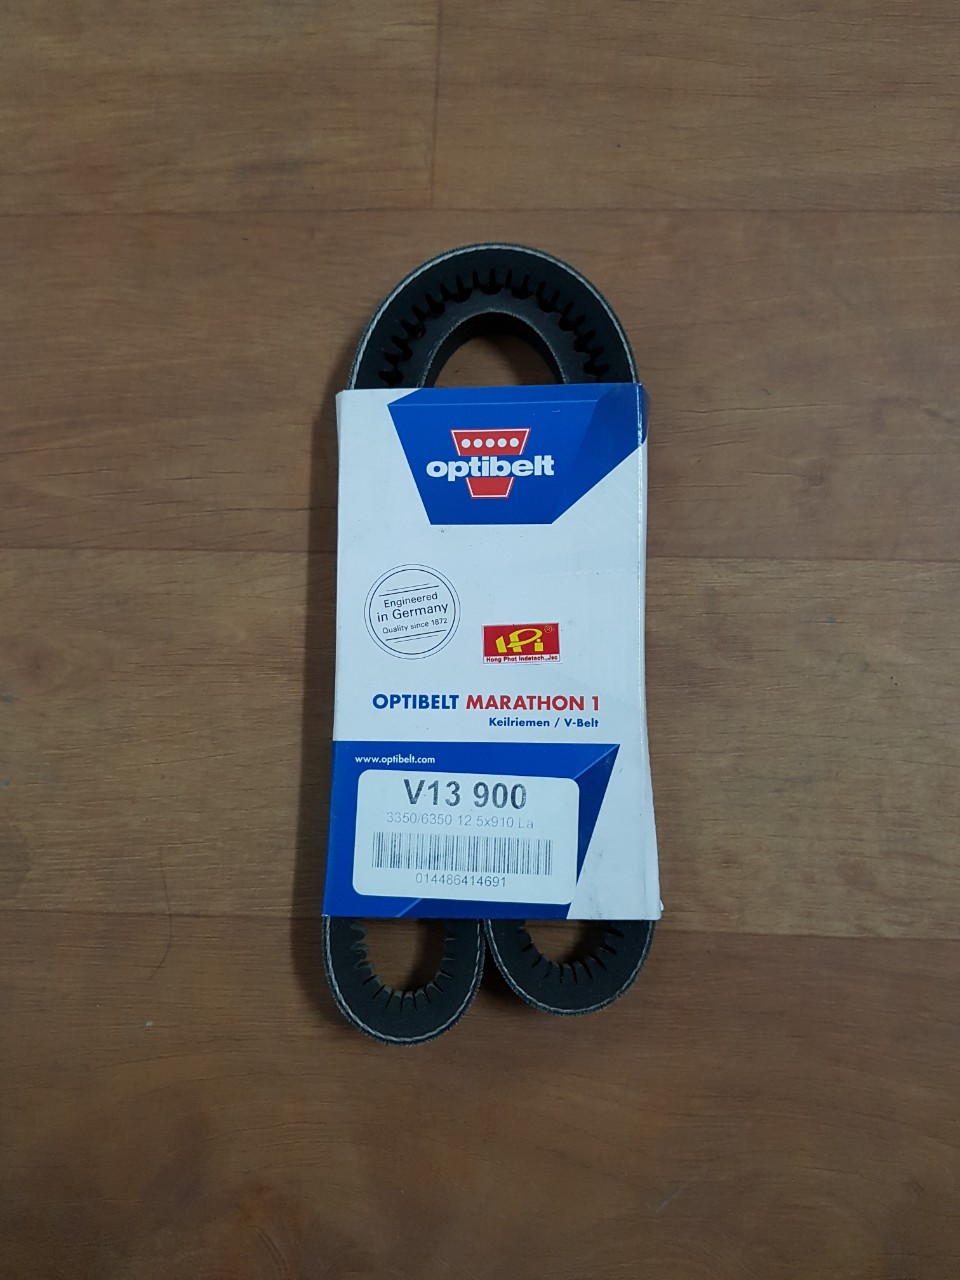 optibelt
Engineered
in Germany
Quality since 1872
HPi®
Hong Phat Indetech.,Jsc
OPTIBELT MARATHON 1
Keilriemen / V-Belt
www.optibelt.com
V13 900
3350/6350 12.5x910 La
014486414691